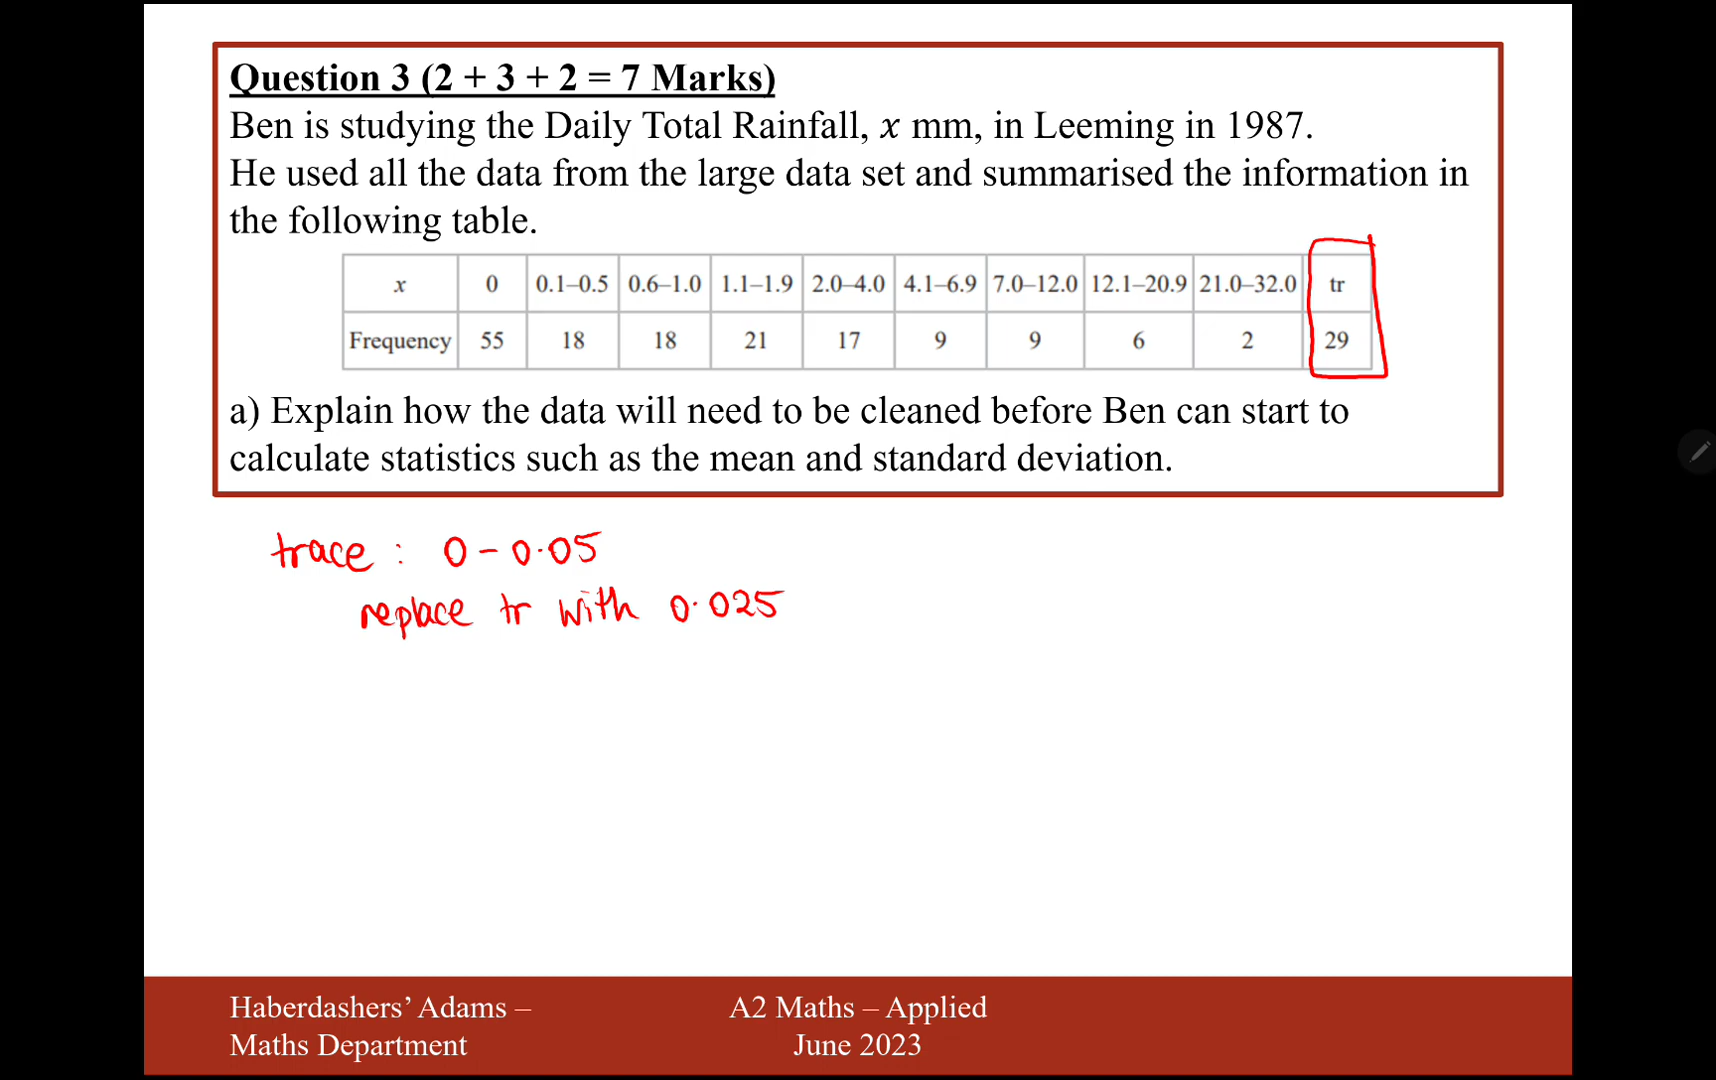 Question 3 (2 + 3 + 2 = 7 Marks)
Ben is studying the Daily Total Rainfall, x mm, in Leeming in 1987.
He used all the data from the large data set and summarised the information in
the following table.
x 0 0.1–0.5 0.6–1.0 1.1–1.9 2.0–4.0 4.1–6.9 7.0–12.0 12.1–20.9 21.0–32.0 tr
Frequency 55 18 18 21 17 9 9 6 2 29
a) Explain how the data will need to be cleaned before Ben can start to
calculate statistics such as the mean and standard deviation.
trace : 0 - 0.05
replace tr with 0.025
Haberdashers’ Adams –
Maths Department
A2 Maths – Applied
June 2023